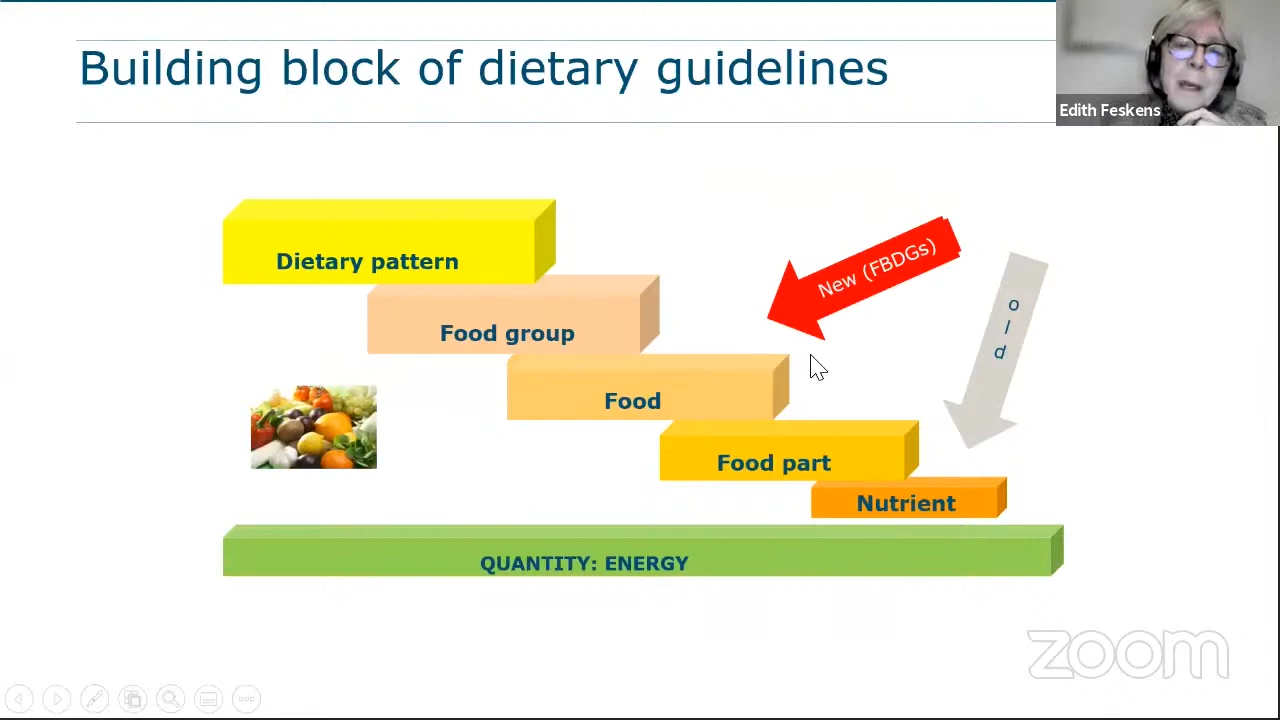 Building block of dietary guidelines
Edith Feskens
Dietary pattern
New (FBDGs)
Food group
o
l
d
Food
Food part
Nutrient
QUANTITY: ENERGY
zoom